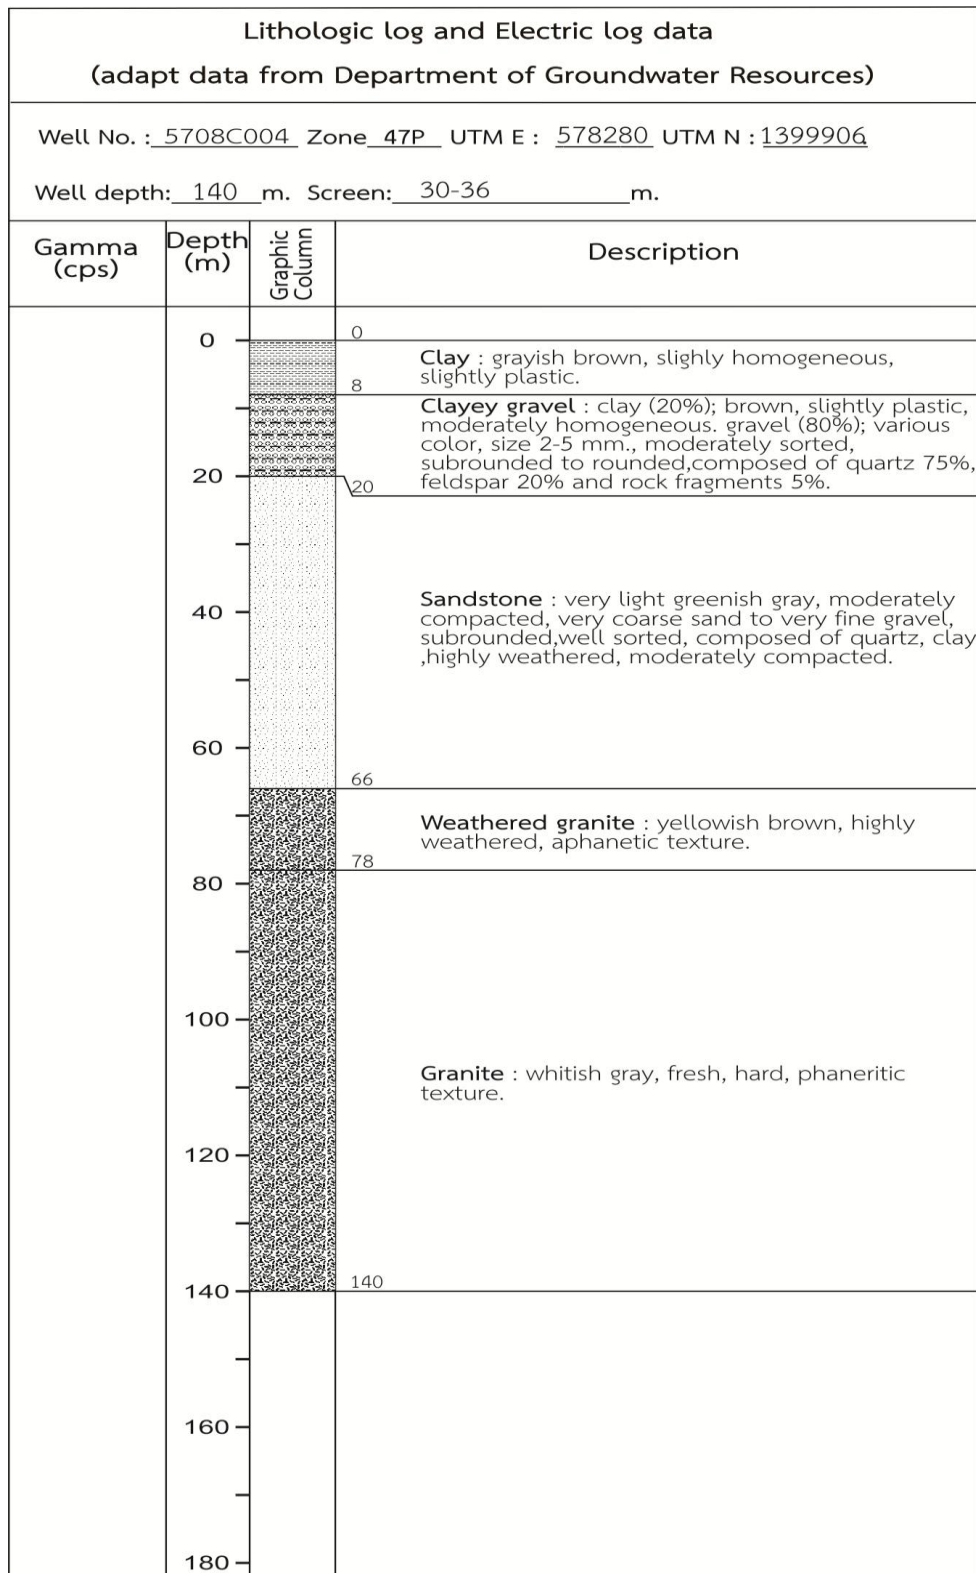 Lithologic log and Electric log data
(adapt data from Department of Groundwater Resources)
Well No. : 5708C004 Zone 47P UTM E : 578280 UTM N : 1399906
Well depth: 140 m. Screen: 30-36 m.
Gamma
(cps)
Depth
(m)
Graphic
Column
Description
0
0
Clay : grayish brown, slighly homogeneous,
slightly plastic.
8
Clayey gravel : clay (20%); brown, slightly plastic,
moderately homogeneous. gravel (80%); various
color, size 2-5 mm., moderately sorted,
subrounded to rounded,composed of quartz 75%,
feldspar 20% and rock fragments 5%.
20
20
40
Sandstone : very light greenish gray, moderately
compacted, very coarse sand to very fine gravel,
subrounded,well sorted, composed of quartz, clay
,highly weathered, moderately compacted.
60
66
Weathered granite : yellowish brown, highly
weathered, aphanetic texture.
78
80
100
Granite : whitish gray, fresh, hard, phaneritic
texture.
120
140
140
160
180